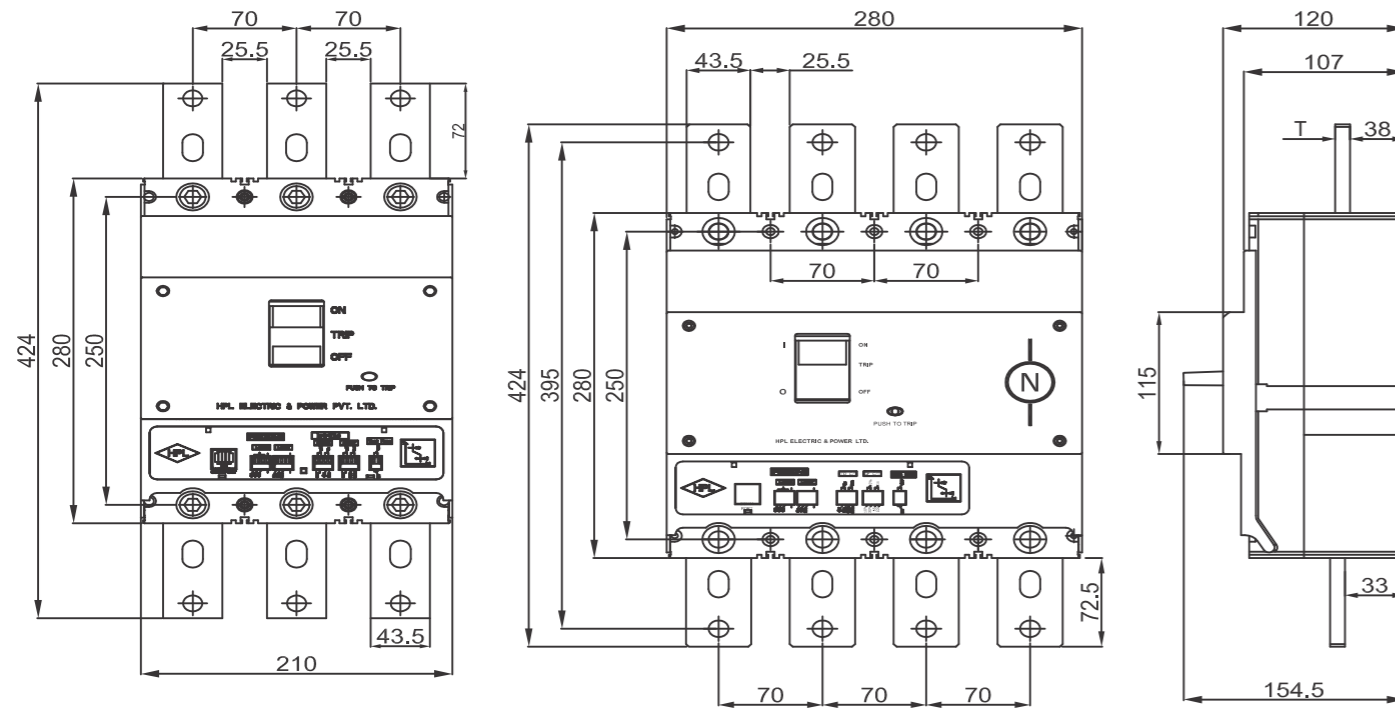 70 70
25.5 25.5
72
424
280
250
ON
TRIP
OFF
PUSH TO TRIP
HPL ELECTRIC & POWER PVT. LTD.
HPL
43.5
210
280
43.5 25.5
70 70
424
395
280
250
I ON
TRIP
O OFF
N
PUSH TO TRIP
HPL ELECTRIC & POWER LTD.
HPL
72.5
70 70 70
120
107
T 38
115
33
154.5